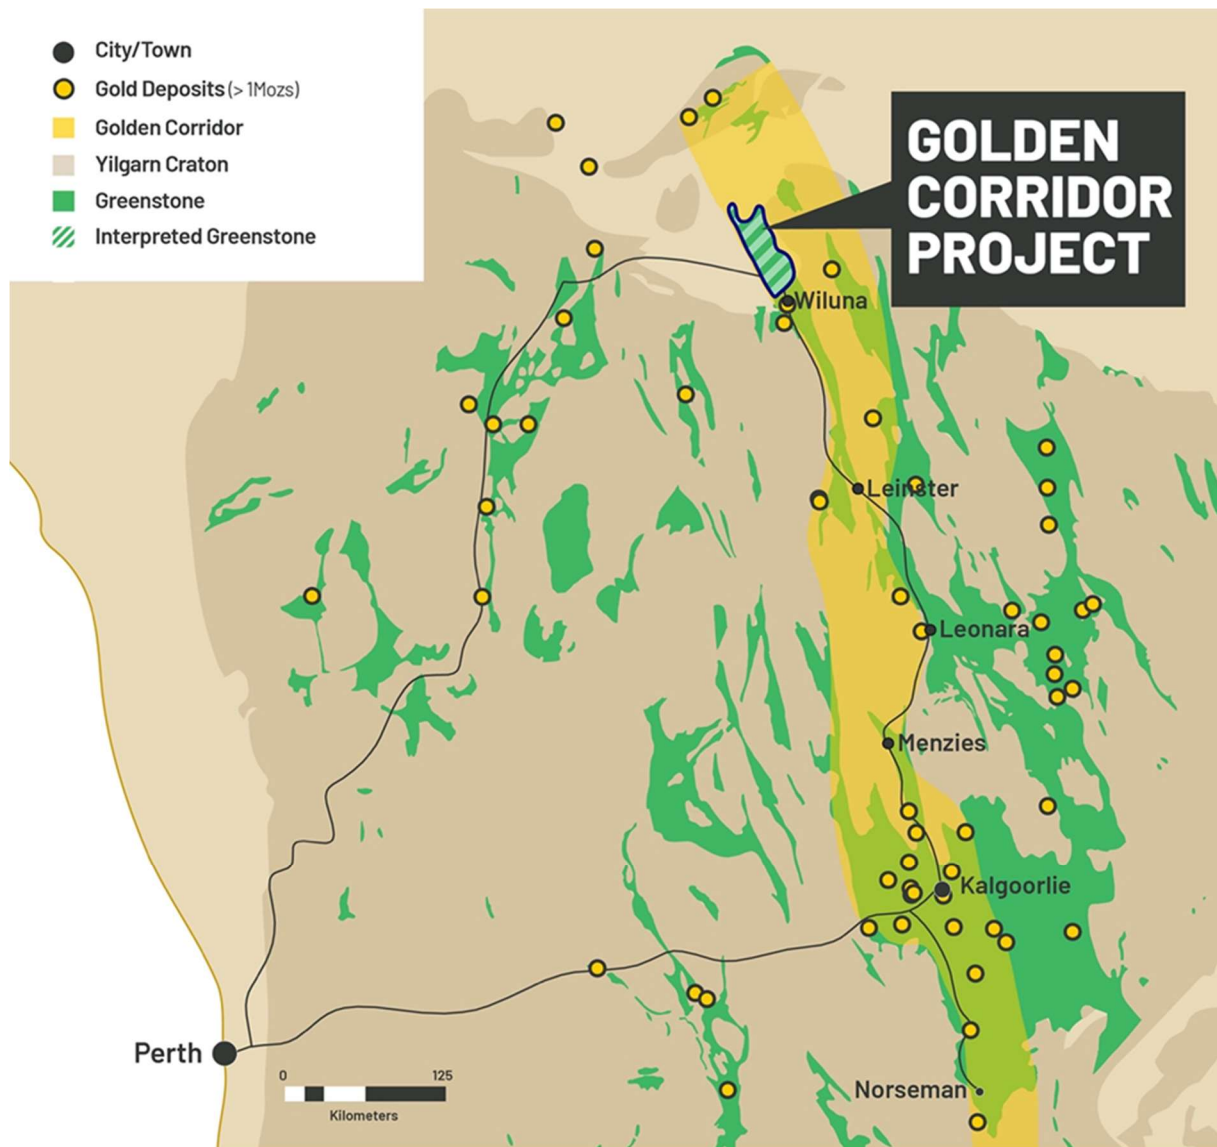 City/Town
Gold Deposits (> 1Mozs)
Golden Corridor
Yilgarn Craton
Greenstone
Interpreted Greenstone
GOLDEN
CORRIDOR
PROJECT
Wiluna
Leinster
Leonara
Menzies
Kalgoorlie
Perth
Norseman
0 125
Kilometers